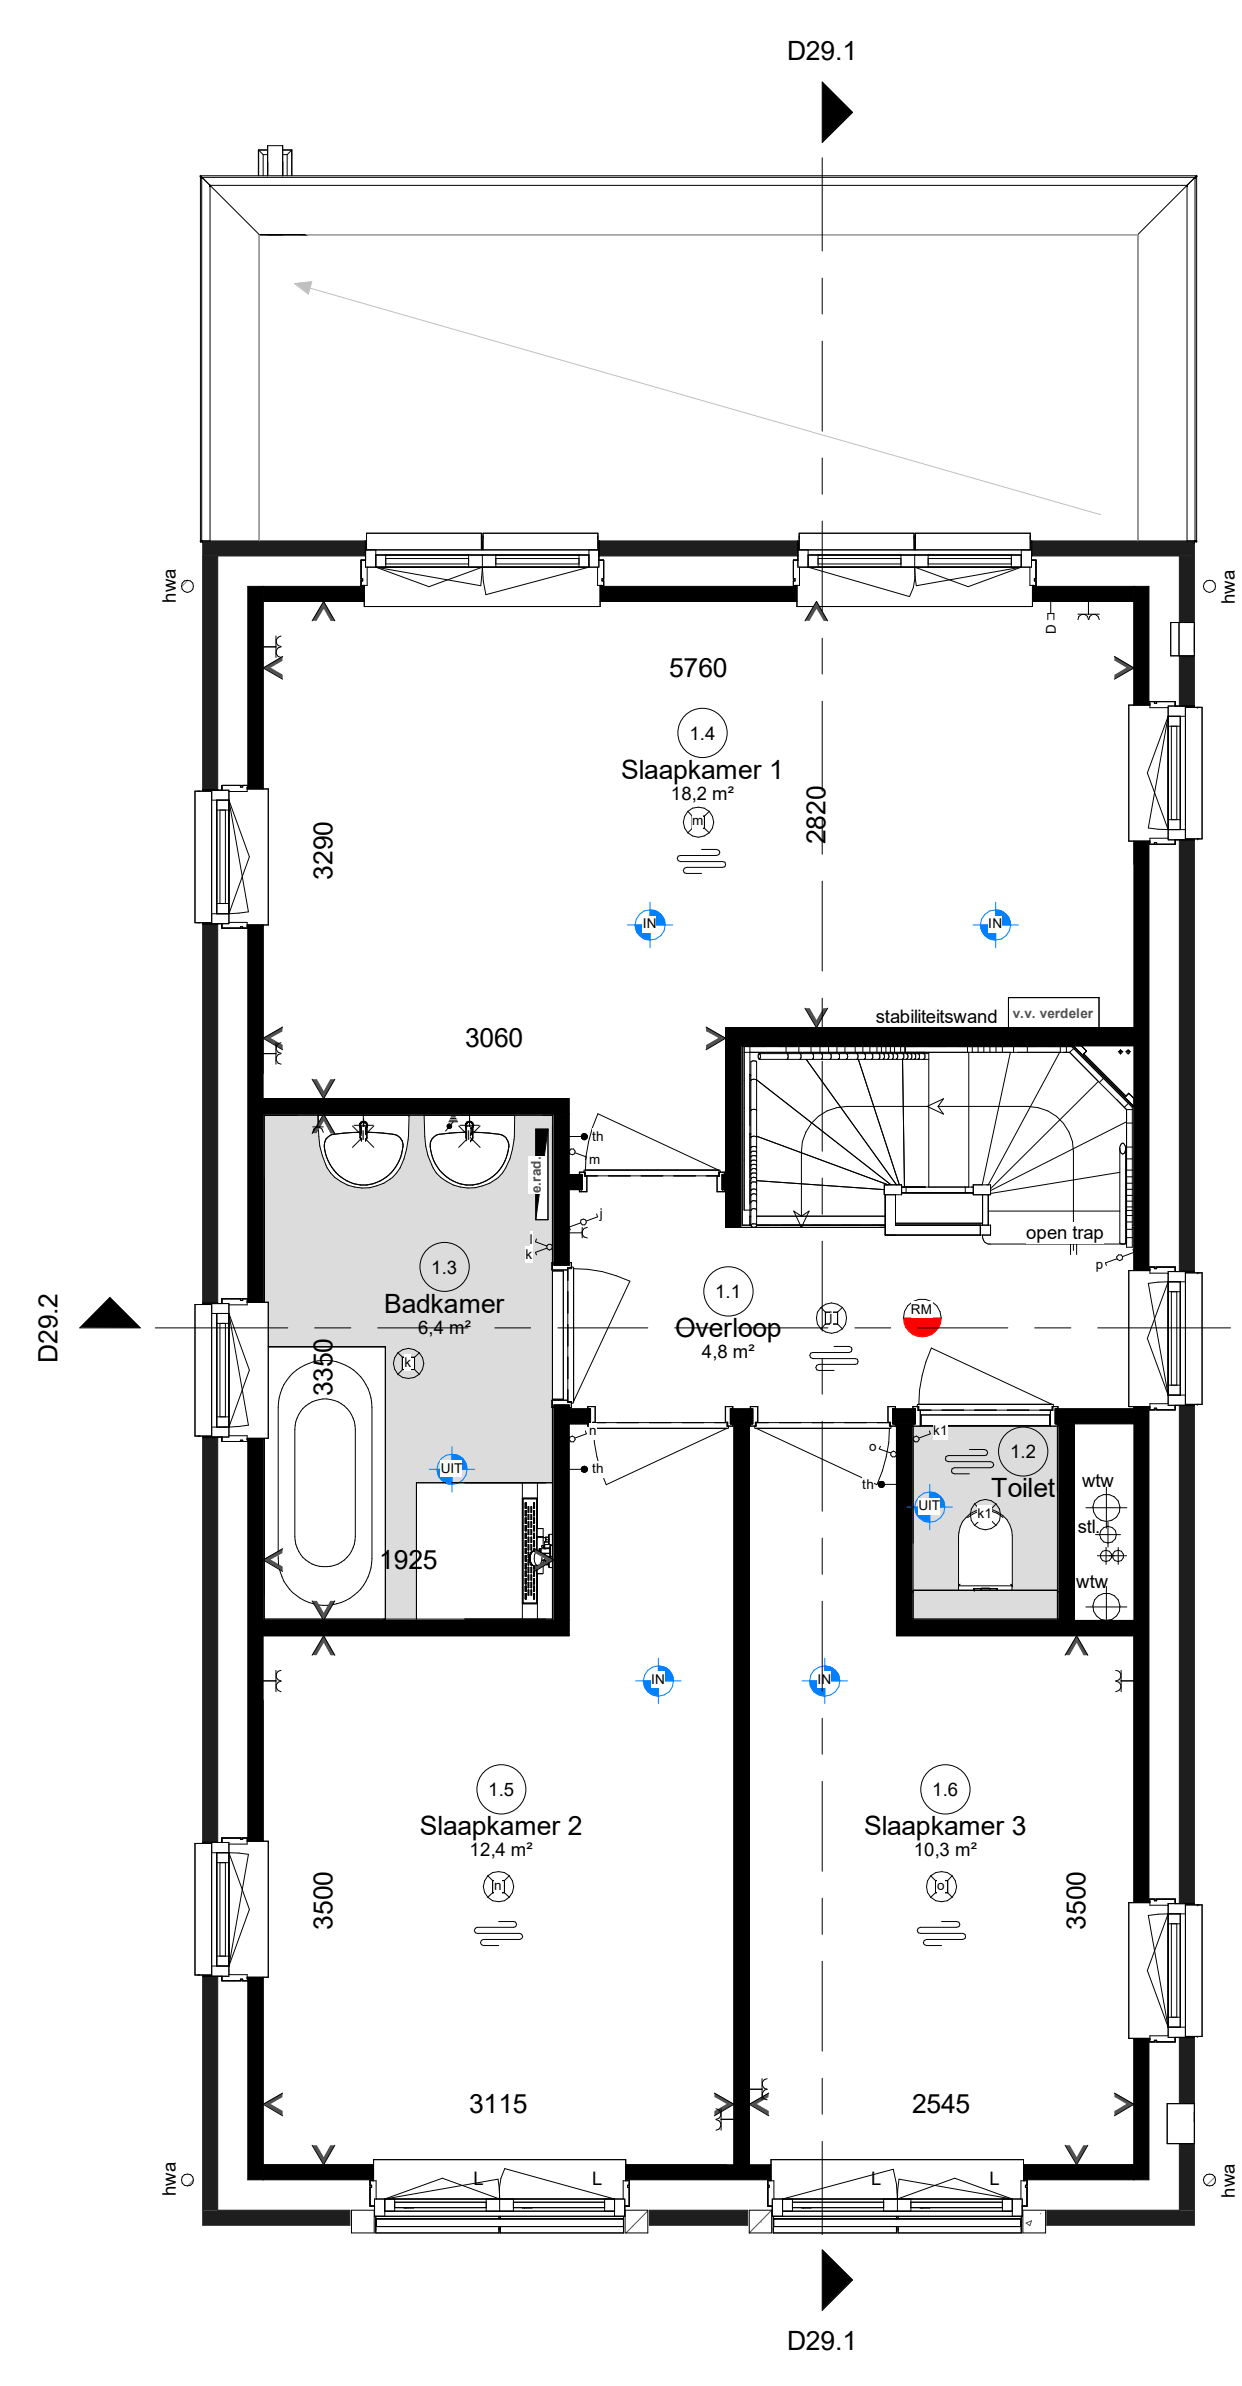 D29.1
hwa
hwa
D
5760
1.4
Slaapkamer 1
18,2 m²
m
3290
2820
IN
IN
stabiliteitswand
v.v. verdeler
3060
th
m
e.rad.
j
l
k
open trap
p
1.3
Badkamer
6,4 m²
k
1.1
Overloop
4,8 m²
j
RM
D29.2
3350
n
th
o
th
k1
1.2
Toilet
UIT
UIT
k1
wtw
stl.
wtw
1925
IN
IN
1.5
Slaapkamer 2
12,4 m²
n
1.6
Slaapkamer 3
10,3 m²
o
3500
3500
3115
2545
L
L
L
L
hwa
hwa
D29.1